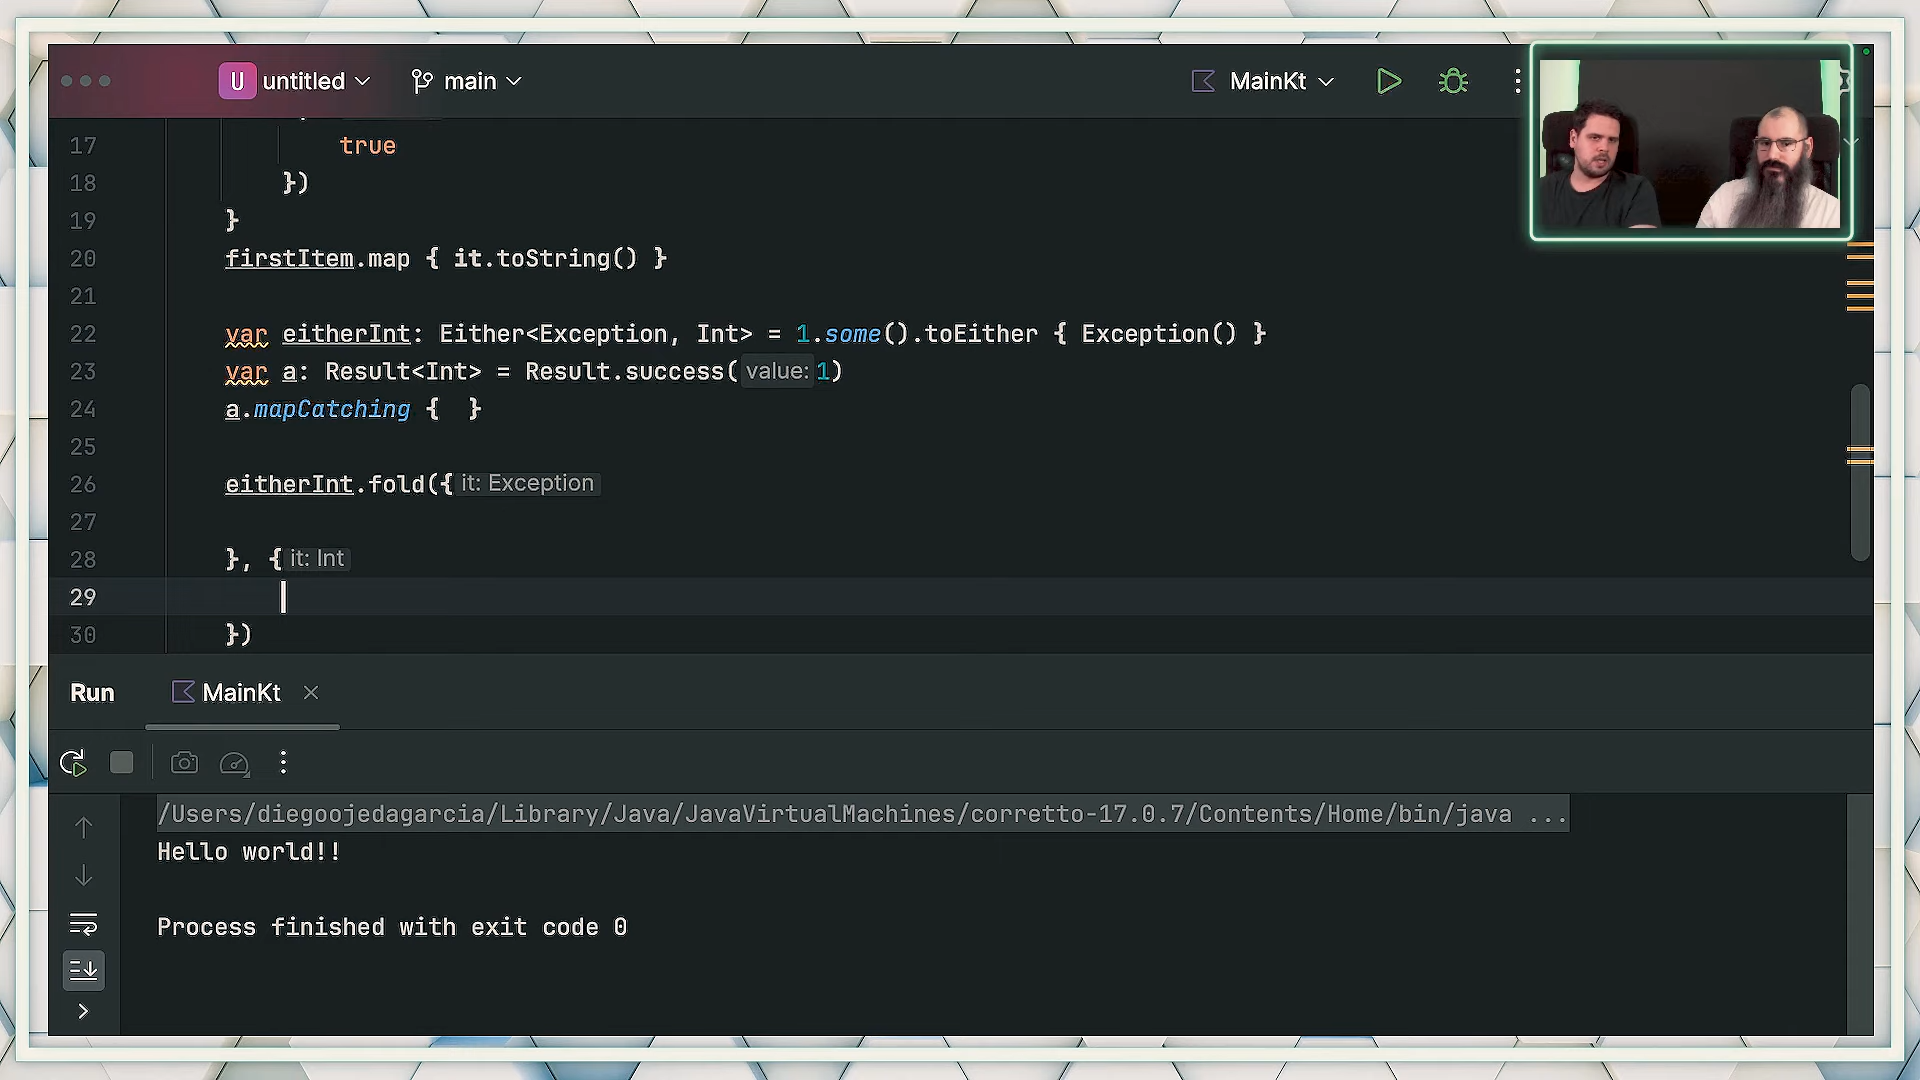 U untitled main MainKt
17 true
18 })
19 }
20 firstItem.map { it.toString() }
21
22 var eitherInt: Either<Exception, Int> = 1.some().toEither { Exception() }
23 var a: Result<Int> = Result.success( value: 1)
24 a.mapCatching {  }
25
26 eitherInt.fold({ it: Exception
27
28 }, { it: Int
29
30 })
Run MainKt
/Users/diegoojedagarcia/Library/Java/JavaVirtualMachines/corretto-17.0.7/Contents/Home/bin/java ...
Hello world!!
Process finished with exit code 0